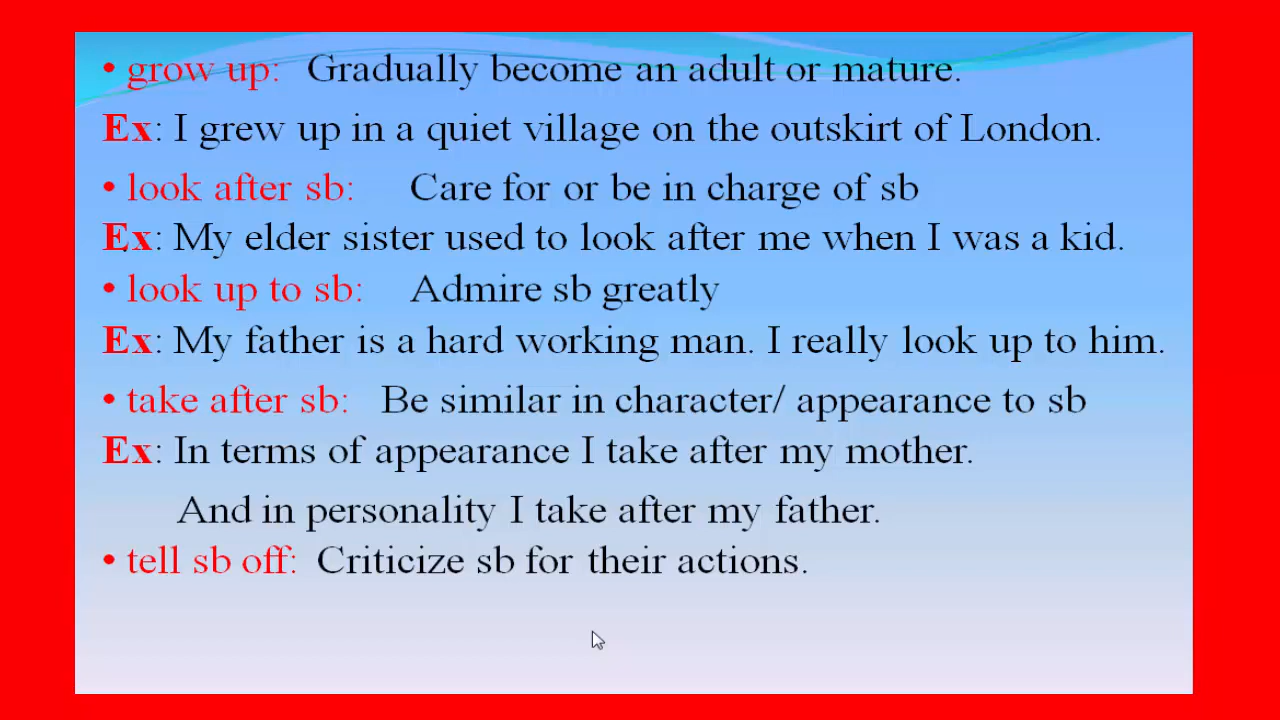 • grow up: Gradually become an adult or mature.
Ex: I grew up in a quiet village on the outskirt of London.
• look after sb: Care for or be in charge of sb
Ex: My elder sister used to look after me when I was a kid.
• look up to sb: Admire sb greatly
Ex: My father is a hard working man. I really look up to him.
• take after sb: Be similar in character/ appearance to sb
Ex: In terms of appearance I take after my mother.
And in personality I take after my father.
• tell sb off: Criticize sb for their actions.